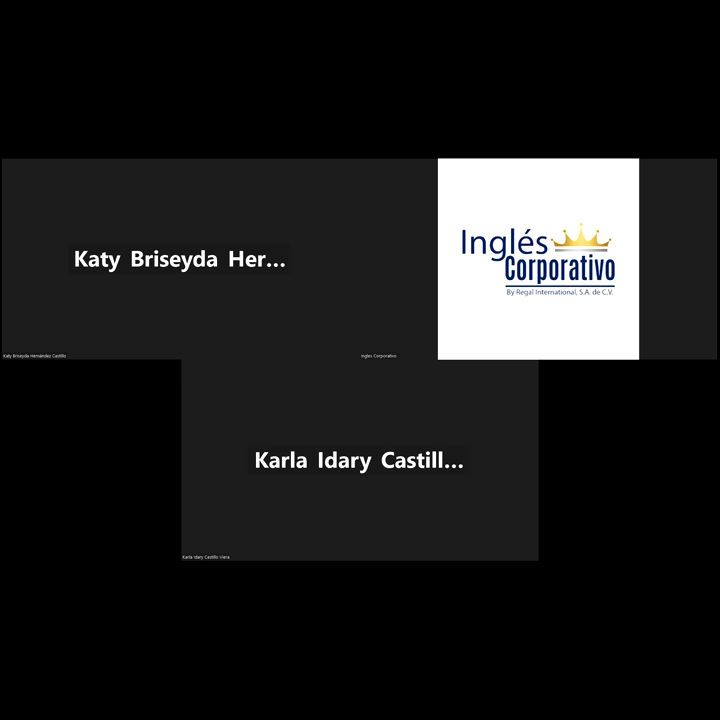 Katy Briseyda Her...
Inglés
Corporativo
By Regal International, S.A. de C.V.
Katy Briseyda Hernández Castillo
Ingles Corporativo
Karla Idary Castill...
Karla Idary Castillo Viera